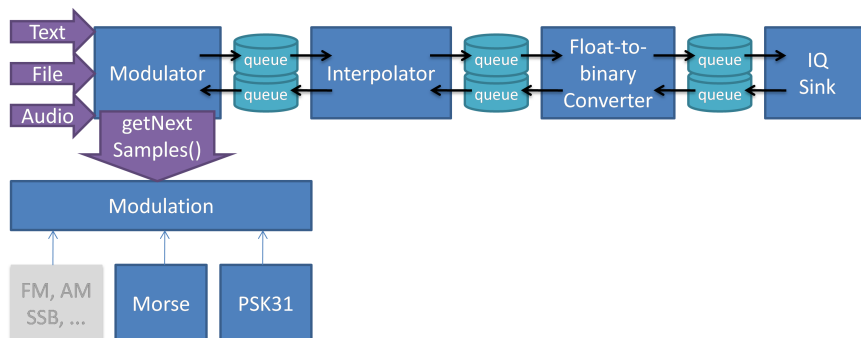 Text
File
Audio
Modulator
queue
queue
Interpolator
queue
queue
Float-to-
binary
Converter
queue
queue
IQ
Sink
getNext
Samples()
Modulation
FM, AM
SSB, ...
Morse
PSK31